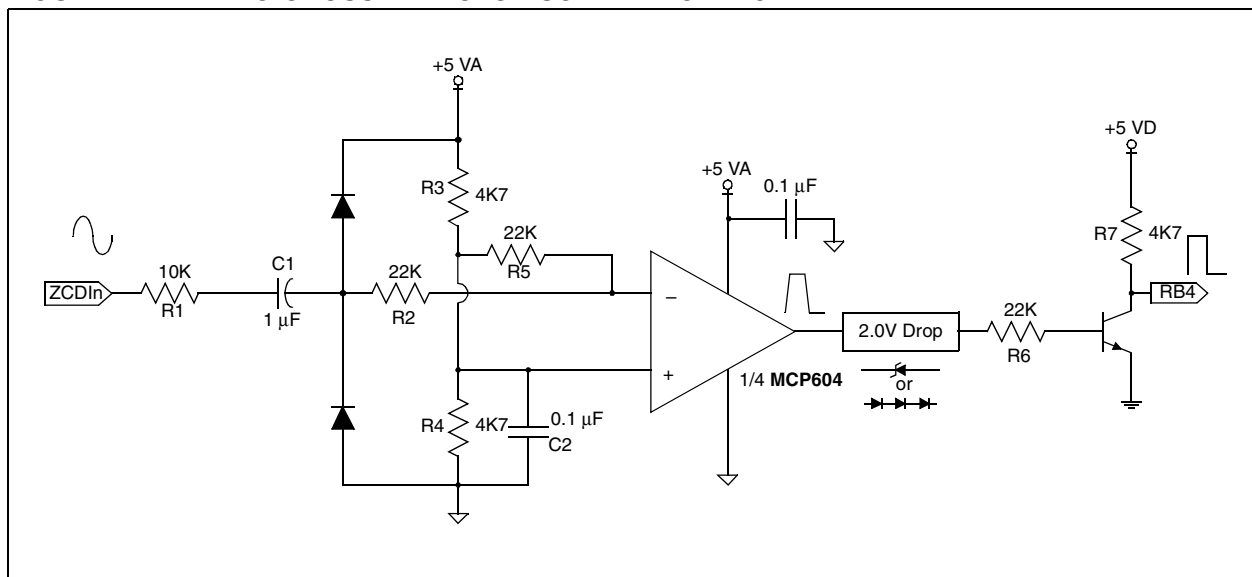 +5 VA
+5 VD
+5 VA
0.1 µF
R3
4K7
22K
R5
R7
4K7
ZCDIn
10K
R1
C1
1 µF
22K
R2
–
+
1/4 MCP604
2.0V Drop
or
22K
R6
RB4
R4
4K7
0.1 µF
C2